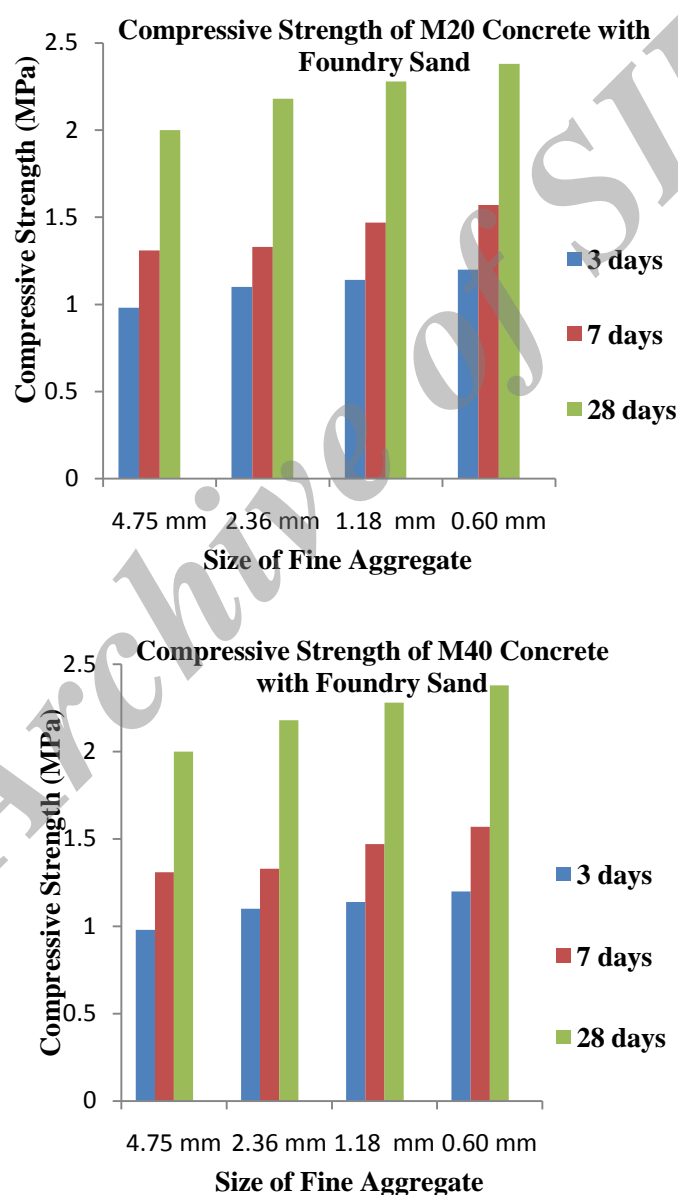 Compressive Strength of M20 Concrete with
Foundry Sand
Compressive Strength (MPa)
2.5
2
1.5
1
0.5
0
4.75 mm 2.36 mm 1.18 mm 0.60 mm
Size of Fine Aggregate
3 days
7 days
28 days
Compressive Strength of M40 Concrete
with Foundry Sand
Compressive Strength (MPa)
2.5
2
1.5
1
0.5
0
4.75 mm 2.36 mm 1.18 mm 0.60 mm
Size of Fine Aggregate
3 days
7 days
28 days
Archive of SI